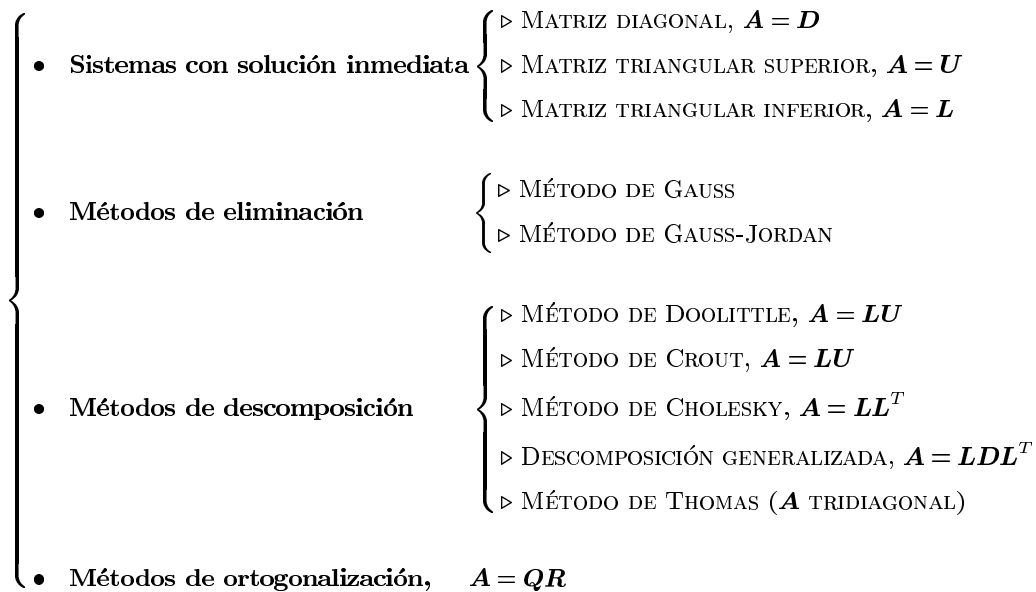 • Sistemas con solución inmediata
▹ Matriz diagonal, A = D
▹ Matriz triangular superior, A = U
▹ Matriz triangular inferior, A = L
• Métodos de eliminación
▹ Método de Gauss
▹ Método de Gauss-Jordan
• Métodos de descomposición
▹ Método de Doolittle, A = LU
▹ Método de Crout, A = LU
▹ Método de Cholesky, A = LL^T
▹ Descomposición generalizada, A = LDL^T
▹ Método de Thomas (A tridiagonal)
• Métodos de ortogonalización, A = QR